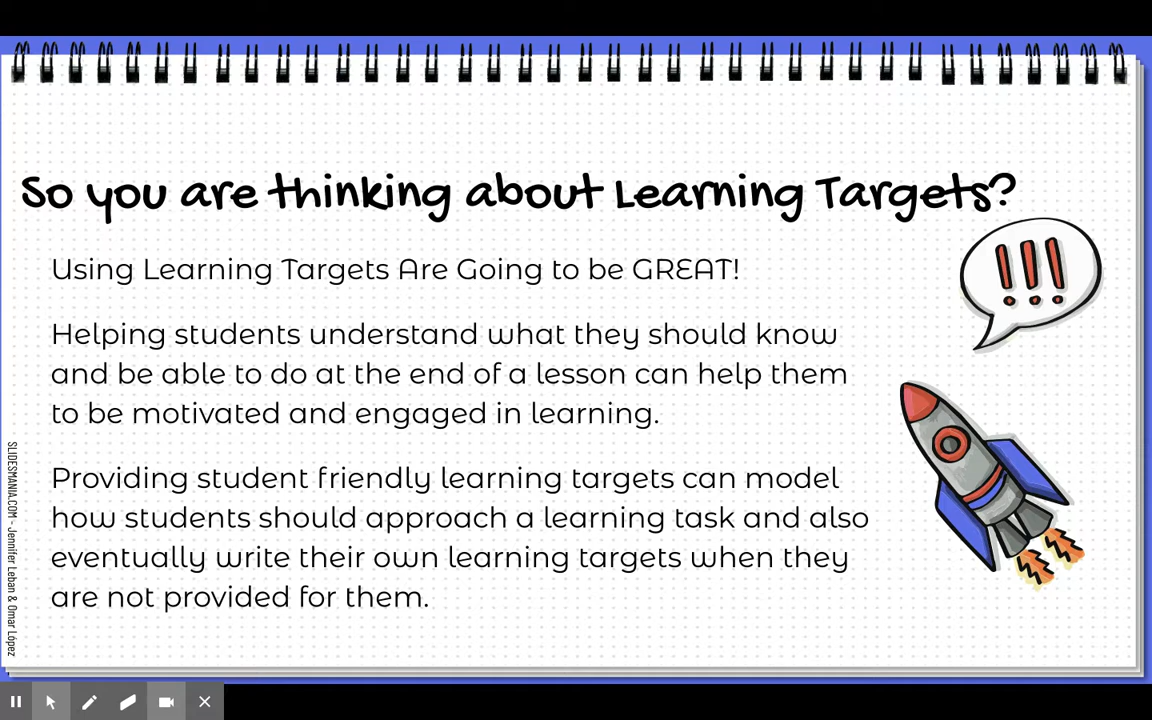 So you are thinking about Learning Targets?
!!!
Using Learning Targets Are Going to be GREAT!
Helping students understand what they should know
and be able to do at the end of a lesson can help them
to be motivated and engaged in learning.
Providing student friendly learning targets can model
how students should approach a learning task and also
eventually write their own learning targets when they
are not provided for them.
SLIDESMANIA.COM - Jennifer Leban & Omar López